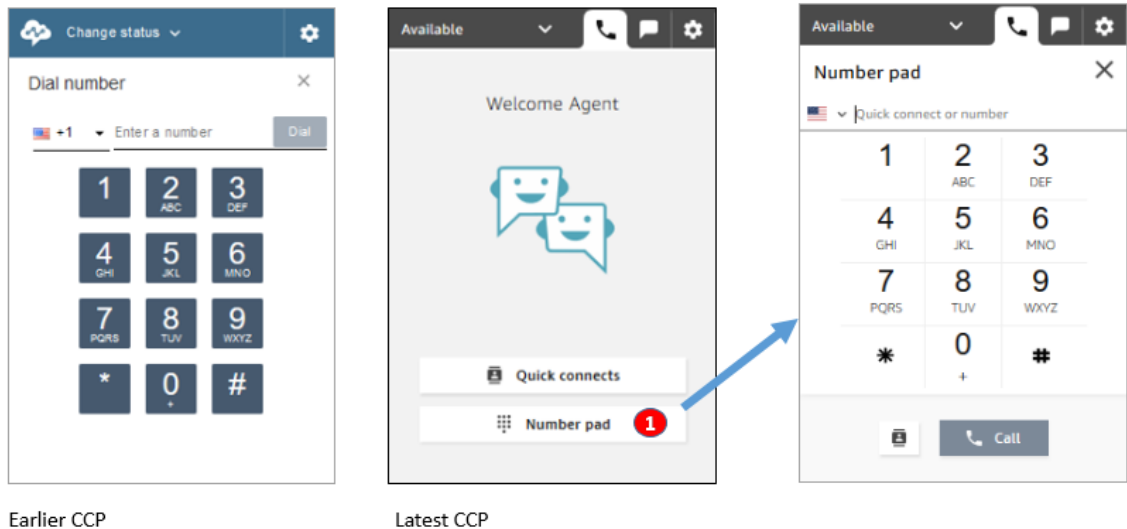 Change status
Dial number
+1 Enter a number Dial
1 2 3
ABC DEF
4 5 6
GHI JKL MNO
7 8 9
PQRS TUV WXYZ
* 0 #
+
Earlier CCP
Available
Welcome Agent
Quick connects
Number pad 1
Latest CCP
Available
Number pad
Quick connect or number
1 2 3
ABC DEF
4 5 6
GHI JKL MNO
7 8 9
PQRS TUV WXYZ
* 0 #
+
Call